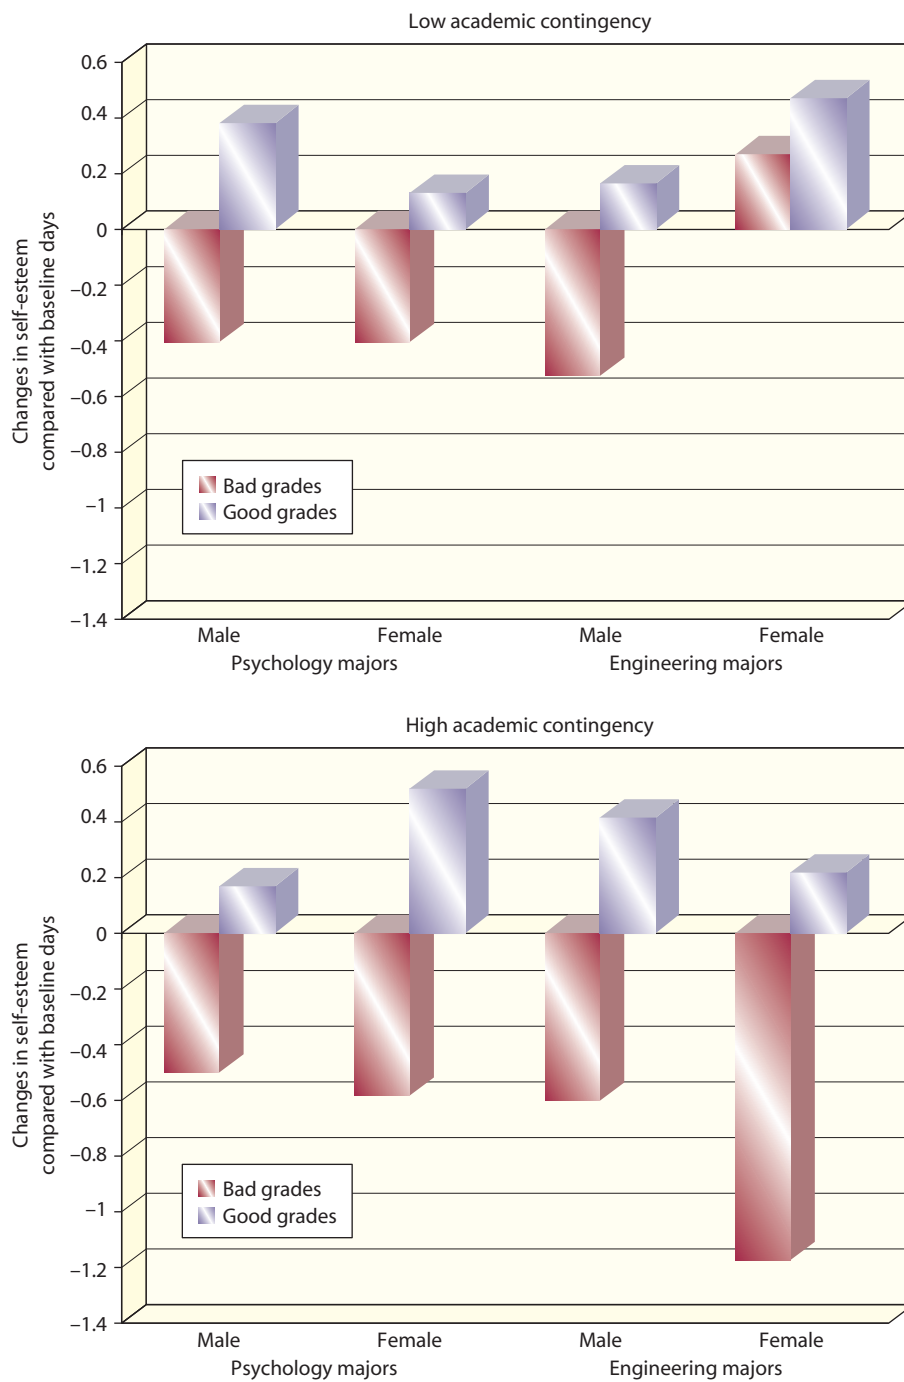 Low academic contingency
0.6
0.4
0.2
0
–0.2
–0.4
–0.6
–0.8
–1
–1.2
–1.4
Changes in self-esteem
compared with baseline days
Bad grades
Good grades
Male Female Male Female
Psychology majors Engineering majors
High academic contingency
0.6
0.4
0.2
0
–0.2
–0.4
–0.6
–0.8
–1
–1.2
–1.4
Changes in self-esteem
compared with baseline days
Bad grades
Good grades
Male Female Male Female
Psychology majors Engineering majors